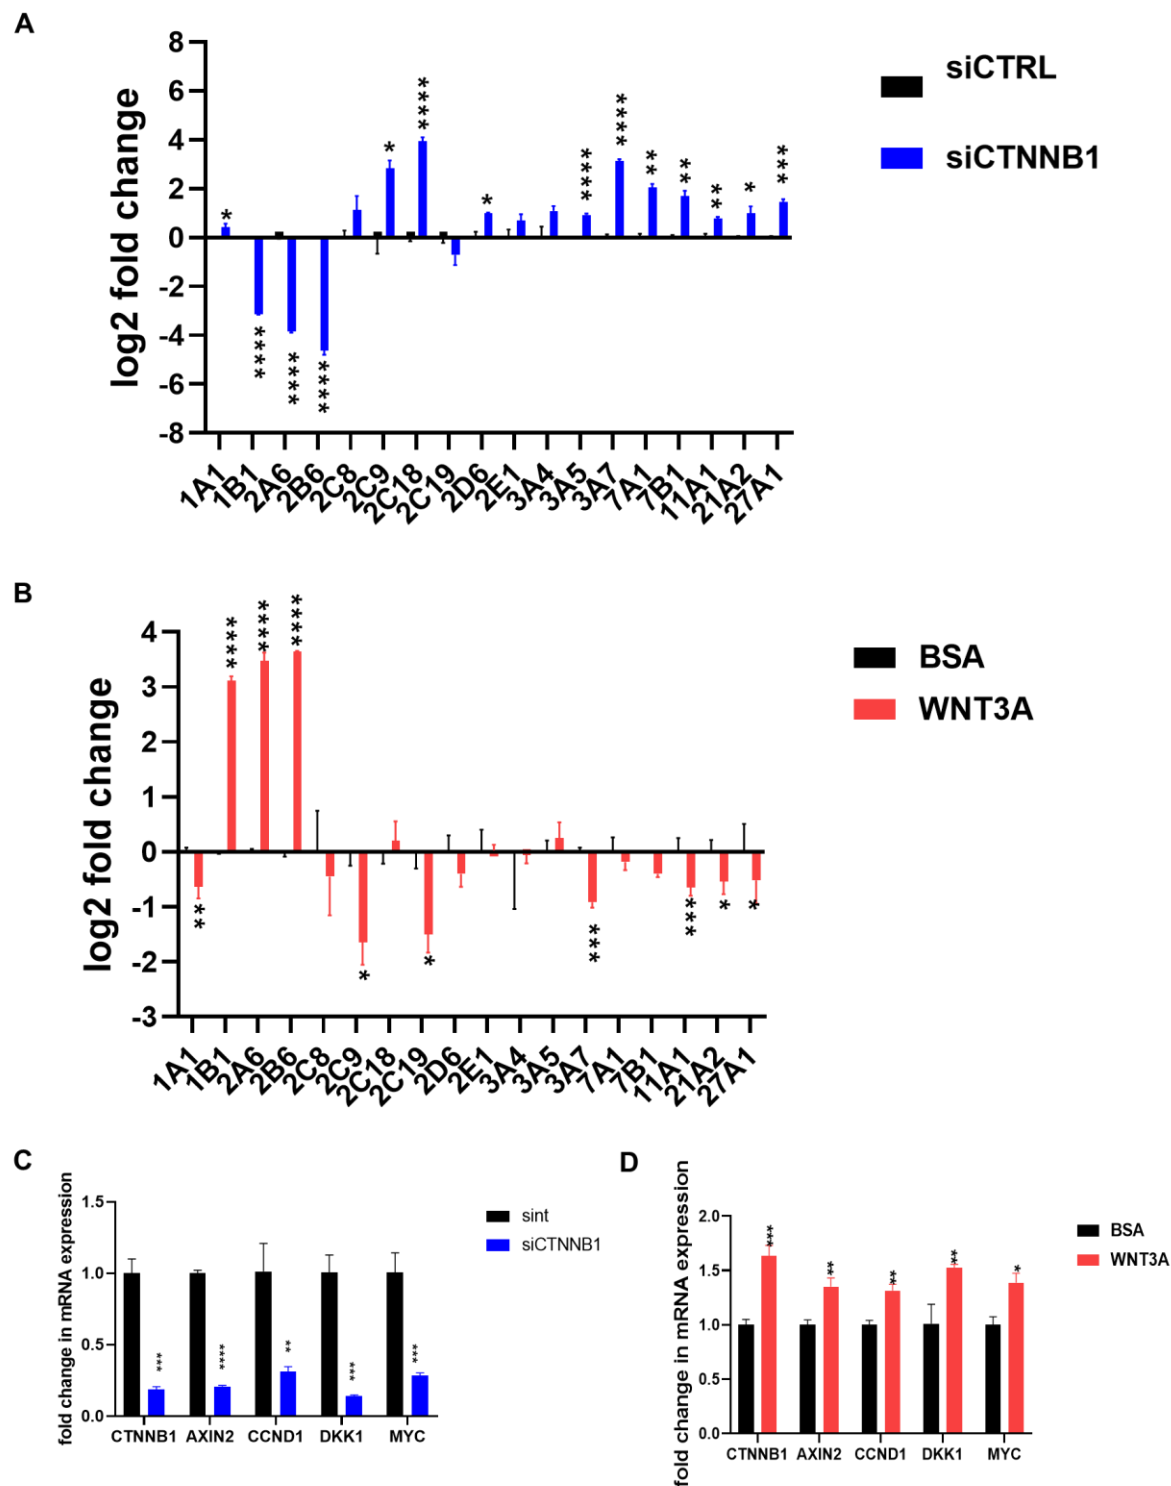 A
8
6
4
2
0
-2
-4
-6
-8
log2 fold change
siCTRL
siCTNNB1
*
****
****
****
*
****
*
****
****
**
**
**
*
***
1A1
1B1
2A6
2B6
2C8
2C9
2C18
2C19
2D6
2E1
3A4
3A5
3A7
7A1
7B1
11A1
21A2
27A1
B
4
3
2
1
0
-1
-2
-3
log2 fold change
BSA
WNT3A
**
****
****
****
*
*
***
***
*
*
1A1
1B1
2A6
2B6
2C8
2C9
2C18
2C19
2D6
2E1
3A4
3A5
3A7
7A1
7B1
11A1
21A2
27A1
C
fold change in mRNA expression
1.5
1.0
0.5
0.0
sint
siCTNNB1
***
****
**
***
***
CTNNB1 AXIN2 CCND1 DKK1 MYC
D
fold change in mRNA expression
2.0
1.5
1.0
0.5
0.0
BSA
WNT3A
***
**
**
**
*
CTNNB1 AXIN2 CCND1 DKK1 MYC